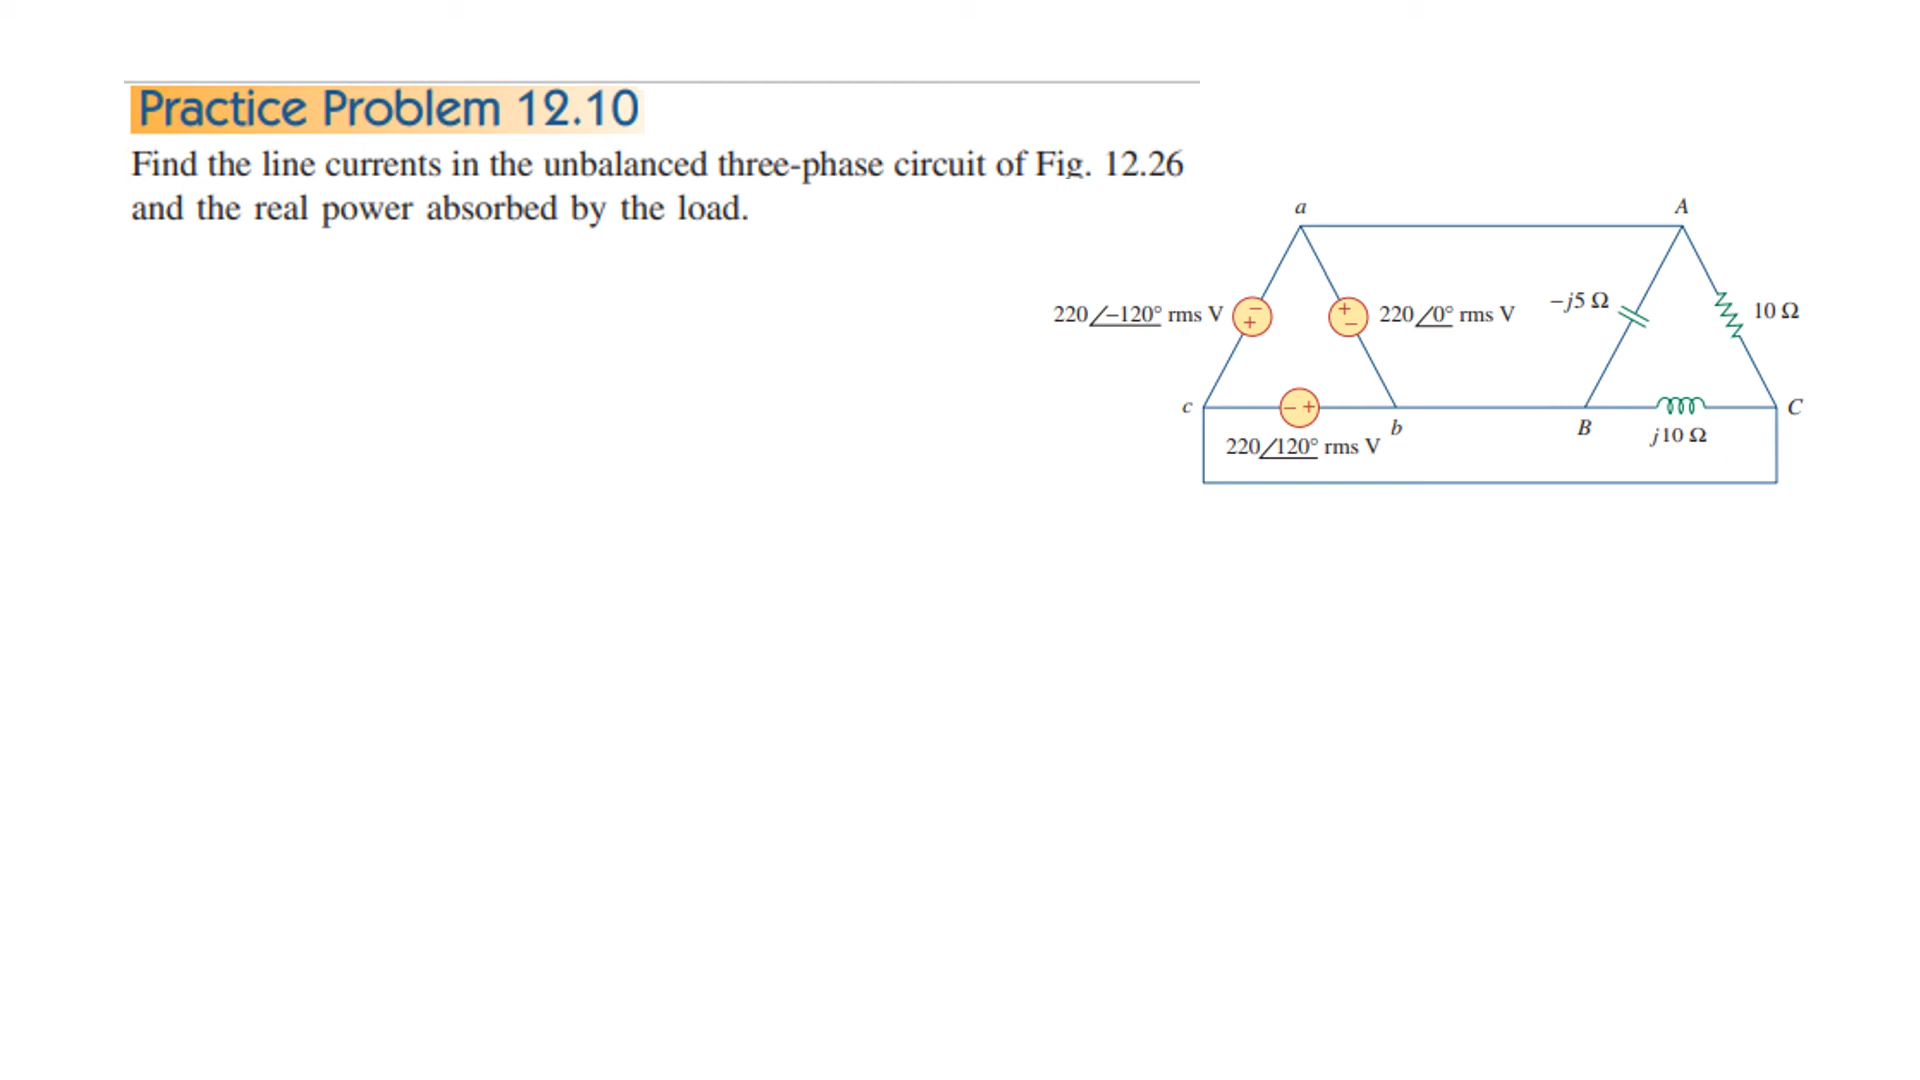 Practice Problem 12.10
Find the line currents in the unbalanced three-phase circuit of Fig. 12.26
and the real power absorbed by the load.
a
A
220∠−120° rms V
− +
+ −
220∠0° rms V
−j5 Ω
10 Ω
c
− +
b
B
C
220∠120° rms V
j10 Ω